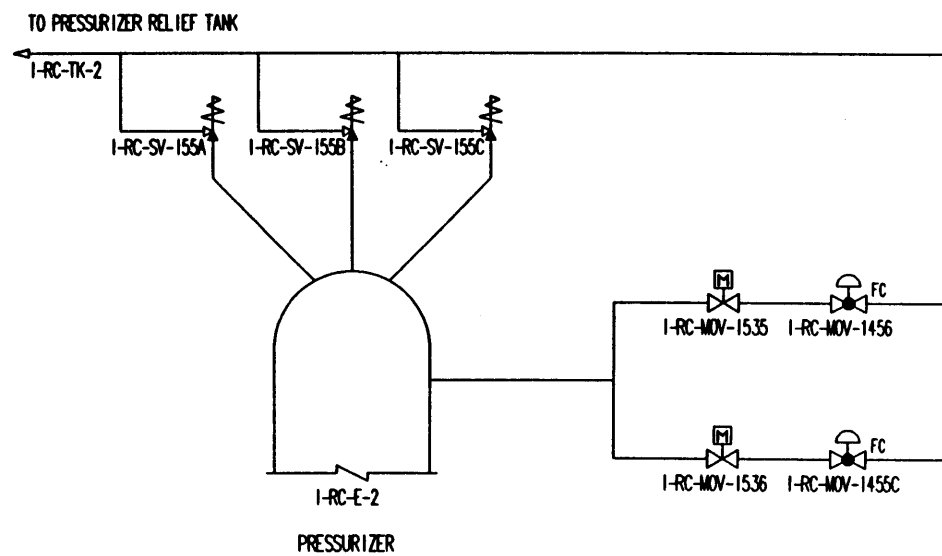 TO PRESSURIZER RELIEF TANK
1-RC-TK-2
1-RC-SV-155A
1-RC-SV-155B
1-RC-SV-155C
M
FC
1-RC-MOV-1535
1-RC-MOV-1456
M
FC
1-RC-MOV-1536
1-RC-MOV-1455C
1-RC-E-2
PRESSURIZER